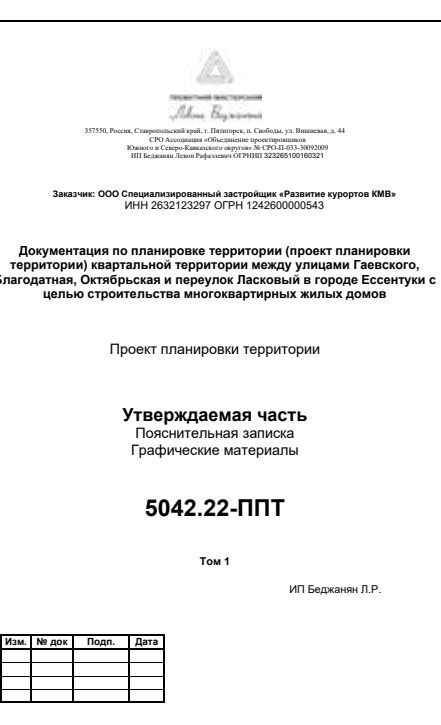 ПРОЕКТНАЯ МАСТЕРСКАЯ
Левона Беджаняна
357550, Россия, Ставропольский край, г. Пятигорск, п. Свободы, ул. Вишневая, д. 44
СРО Ассоциация «Объединение проектировщиков
Южного и Северо-Кавказского округов» № СРО-П-033-30092009
ИП Беджанян Левон Рафаэлевич ОГРНИП 323265100160321
Заказчик: ООО Специализированный застройщик «Развитие курортов КМВ»
ИНН 2632123297 ОГРН 1242600000543
Документация по планировке территории (проект планировки
территории) квартальной территории между улицами Гаевского,
Благодатная, Октябрьская и переулок Ласковый в городе Ессентуки с
целью строительства многоквартирных жилых домов
Проект планировки территории
Утверждаемая часть
Пояснительная записка
Графические материалы
5042.22-ППТ
Том 1
ИП Беджанян Л.Р.
Изм. № док Подп. Дата